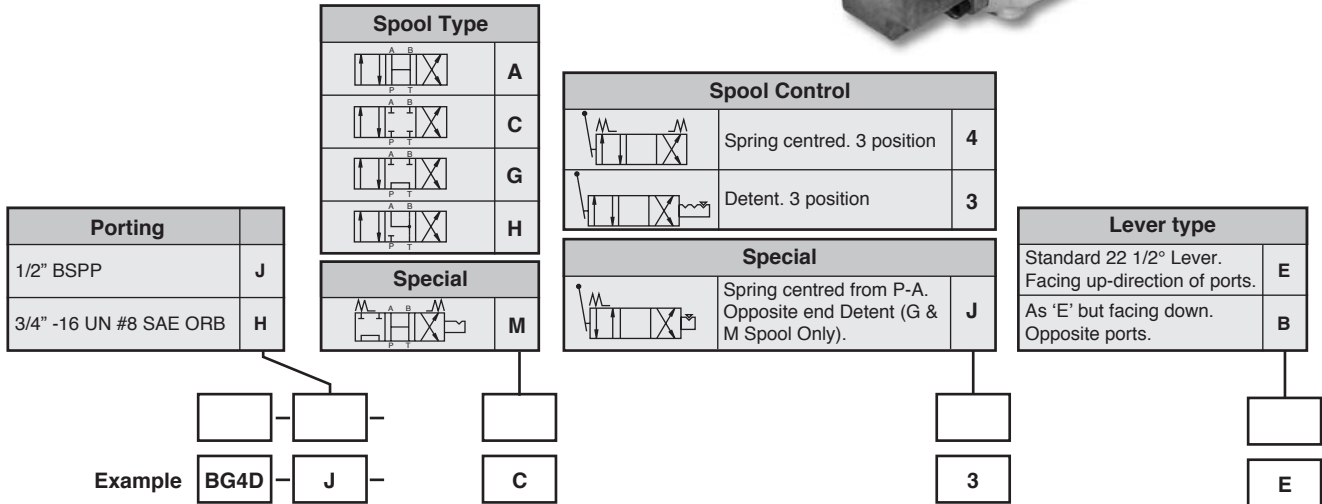 Spool Type
A B
P T
A
A B
P T
C
A B
P T
G
A B
P T
H
Special
A B
P T
M
Spool Control
Spring centred. 3 position
4
Detent. 3 position
3
Special
Spring centred from P-A.
Opposite end Detent (G &
M Spool Only).
J
Porting
1/2” BSPP
J
3/4” -16 UN #8 SAE ORB
H
Lever type
Standard 22 1/2° Lever.
Facing up-direction of ports.
E
As ‘E’ but facing down.
Opposite ports.
B
– –
Example BG4D – J – C 3 E